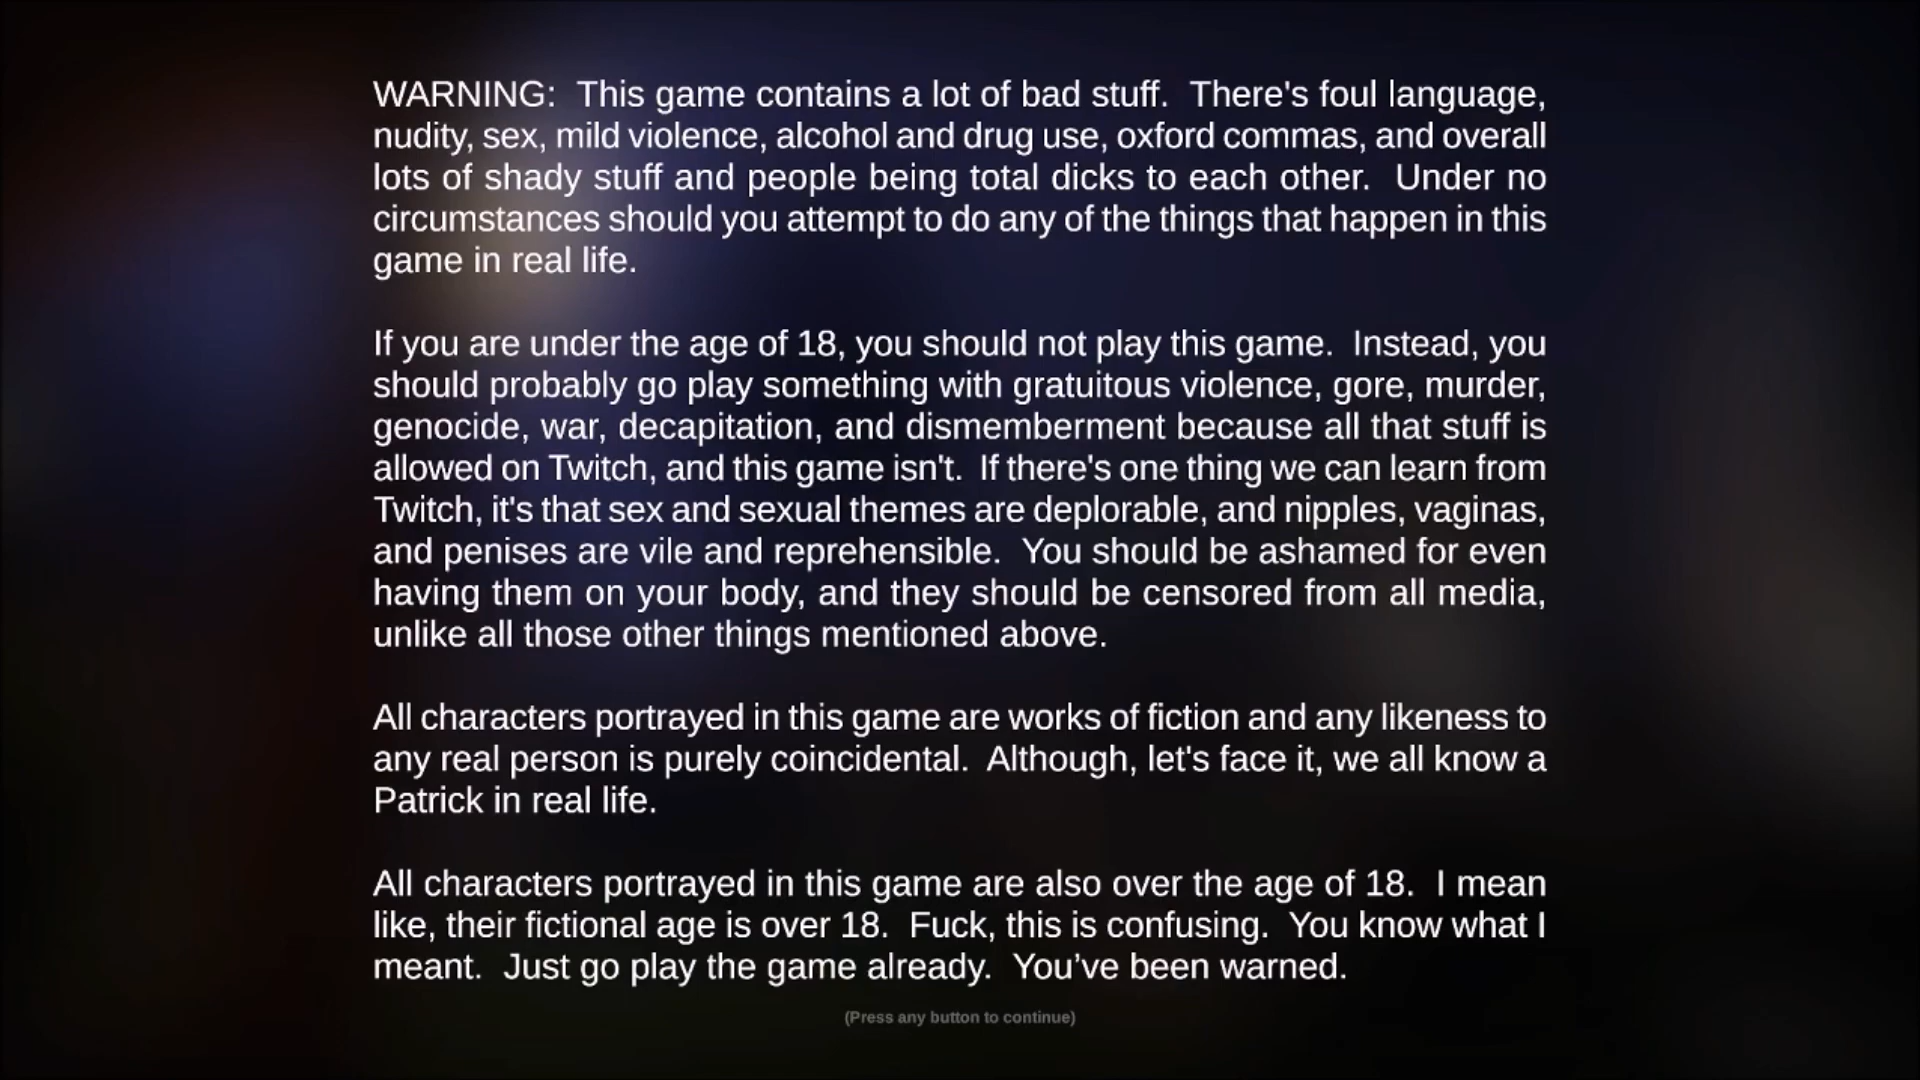 WARNING:  This game contains a lot of bad stuff.  There's foul language,
nudity, sex, mild violence, alcohol and drug use, oxford commas, and overall
lots of shady stuff and people being total dicks to each other.  Under no
circumstances should you attempt to do any of the things that happen in this
game in real life.
If you are under the age of 18, you should not play this game.  Instead, you
should probably go play something with gratuitous violence, gore, murder,
genocide, war, decapitation, and dismemberment because all that stuff is
allowed on Twitch, and this game isn't.  If there's one thing we can learn from
Twitch, it's that sex and sexual themes are deplorable, and nipples, vaginas,
and penises are vile and reprehensible.  You should be ashamed for even
having them on your body, and they should be censored from all media,
unlike all those other things mentioned above.
All characters portrayed in this game are works of fiction and any likeness to
any real person is purely coincidental.  Although, let's face it, we all know a
Patrick in real life.
All characters portrayed in this game are also over the age of 18.  I mean
like, their fictional age is over 18.  Fuck, this is confusing.  You know what I
meant.  Just go play the game already.  You’ve been warned.
(Press any button to continue)